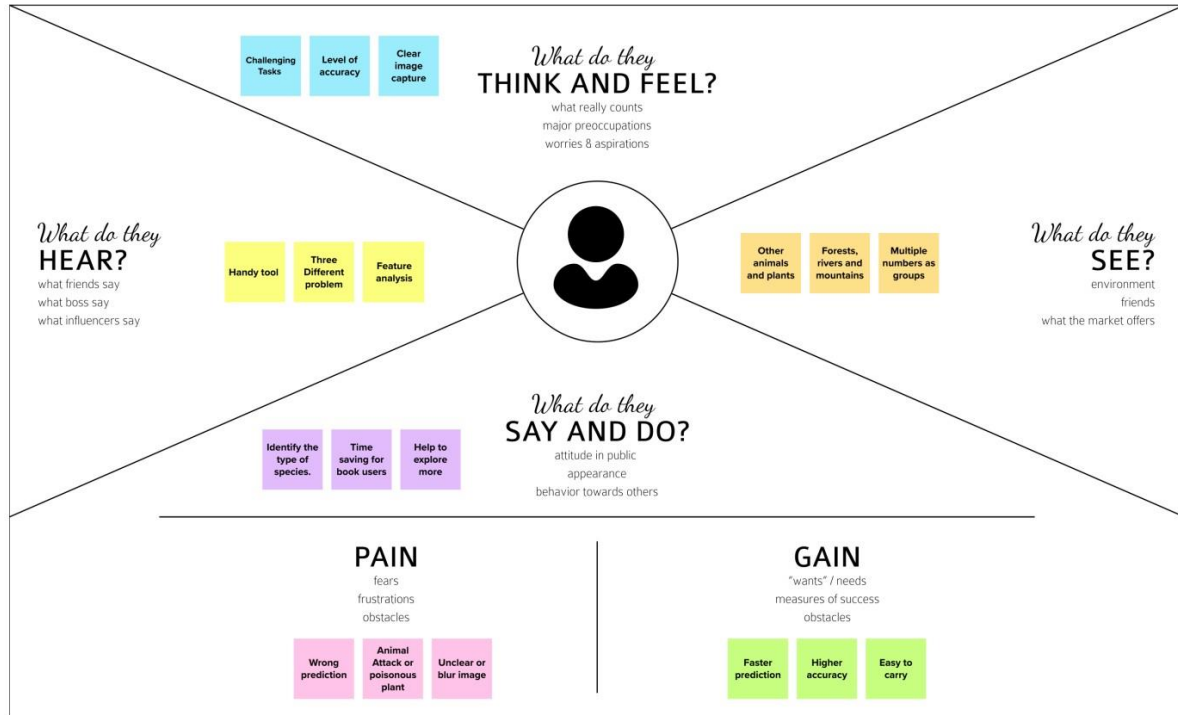 Challenging
Tasks
Level of
accuracy
Clear
image
capture
What do they
THINK AND FEEL?
what really counts
major preoccupations
worries & aspirations
What do they
HEAR?
what friends say
what boss say
what influencers say
Handy tool
Three
Different
problem
Feature
analysis
Other
animals
and plants
Forests,
rivers and
mountains
Multiple
numbers as
groups
What do they
SEE?
environment
friends
what the market offers
Identify the
type of
species.
Time
saving for
book users
Help to
explore
more
What do they
SAY AND DO?
attitude in public
appearance
behavior towards others
PAIN
fears
frustrations
obstacles
Wrong
prediction
Animal
Attack or
poisonous
plant
Unclear or
blur image
GAIN
"wants" / needs
measures of success
obstacles
Faster
prediction
Higher
accuracy
Easy to
carry